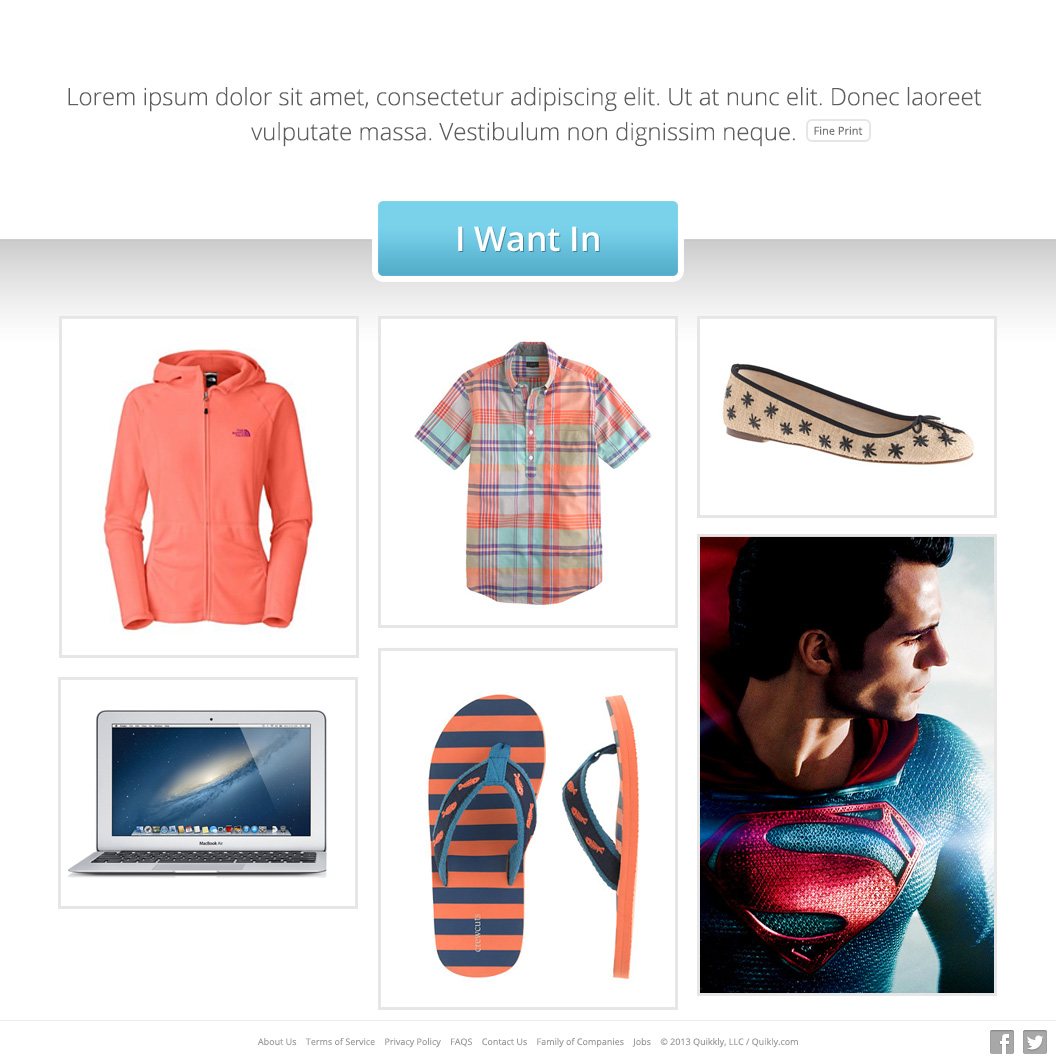 Lorem ipsum dolor sit amet, consectetur adipiscing elit. Ut at nunc elit. Donec laoreet
vulputate massa. Vestibulum non dignissim neque. Fine Print
I Want In
MacBook Air
crewcuts
About Us Terms of Service Privacy Policy FAQS Contact Us Family of Companies Jobs © 2013 Quikkly, LLC / Quikly.com